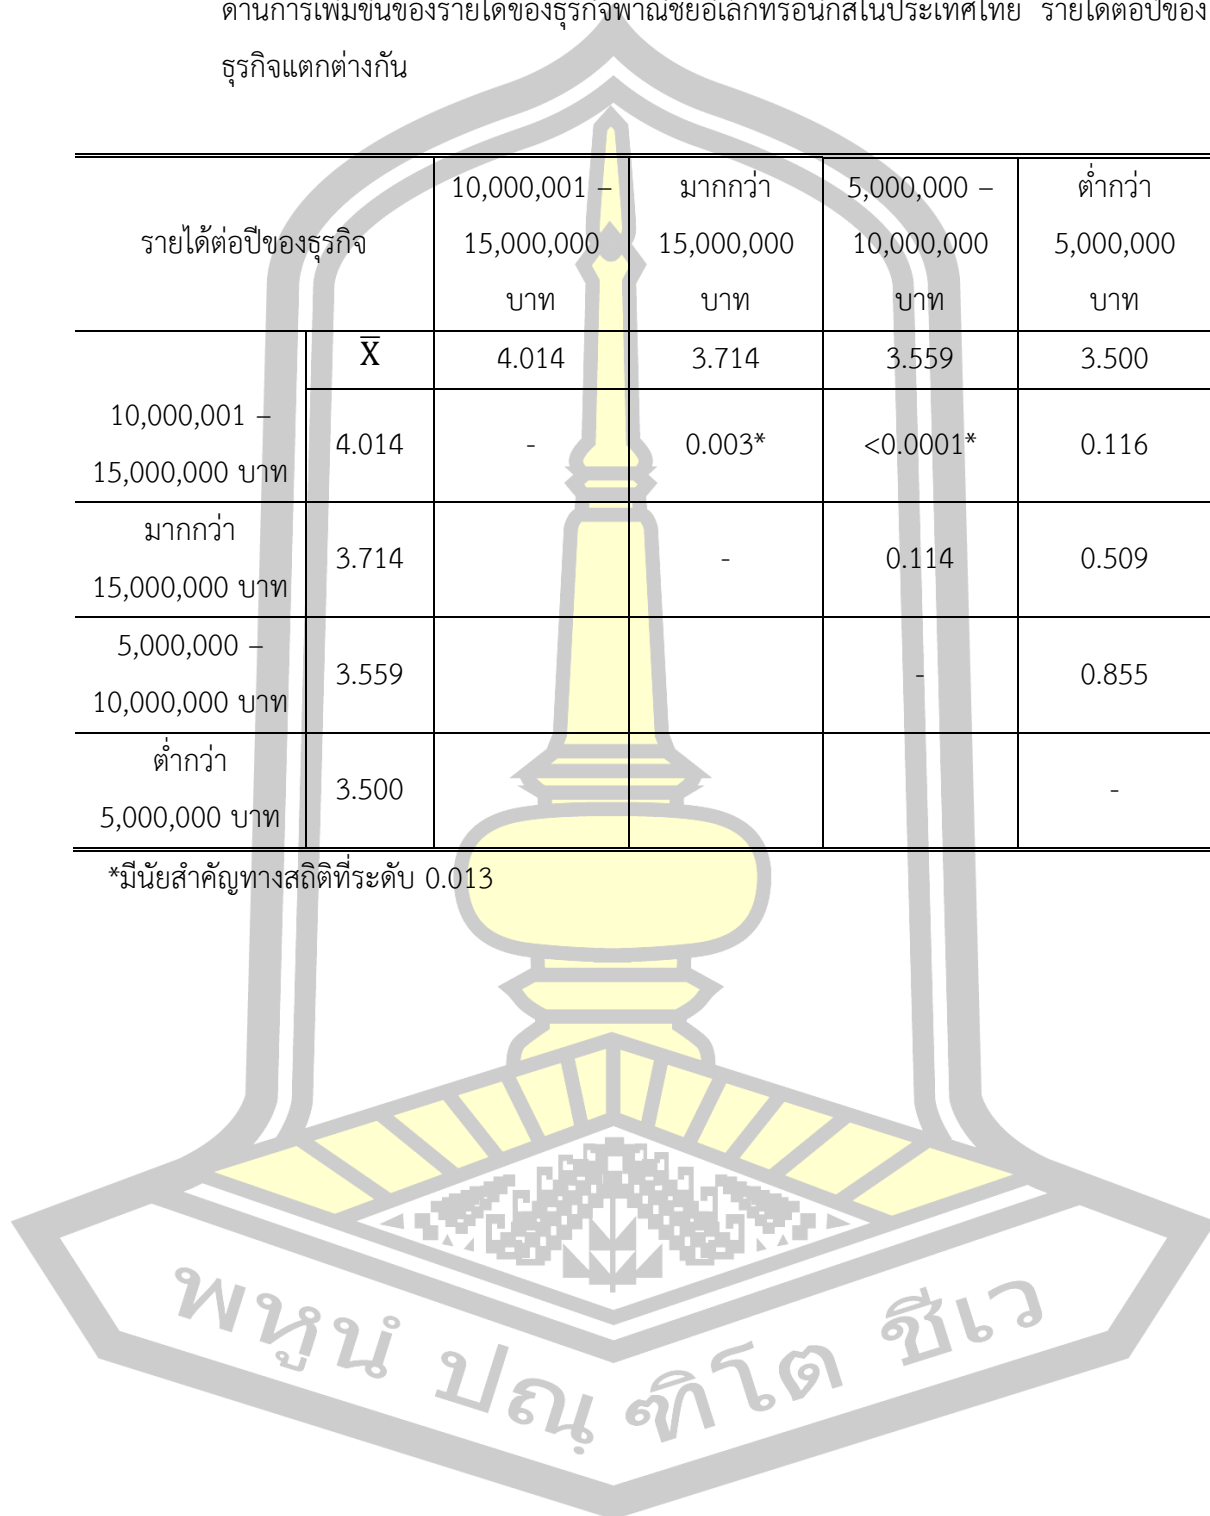 ด้านการเพิ่มขึ้นของรายได้ของธุรกิจพาณิชย์อิเล็กทรอนิกส์ในประเทศไทย รายได้ต่อปีของ
ธุรกิจแตกต่างกัน
รายได้ต่อปีของธุรกิจ
10,000,001 –
15,000,000
บาท
มากกว่า
15,000,000
บาท
5,000,000 –
10,000,000
บาท
ต่ำกว่า
5,000,000
บาท
X̅ 4.014 3.714 3.559 3.500
10,000,001 –
15,000,000 บาท
4.014 - 0.003* <0.0001* 0.116
มากกว่า
15,000,000 บาท
3.714 - 0.114 0.509
5,000,000 –
10,000,000 บาท
3.559 - 0.855
ต่ำกว่า
5,000,000 บาท
3.500 -
*มีนัยสำคัญทางสถิติที่ระดับ 0.013
พหูนํ ปณฺฑิโต ชีเว